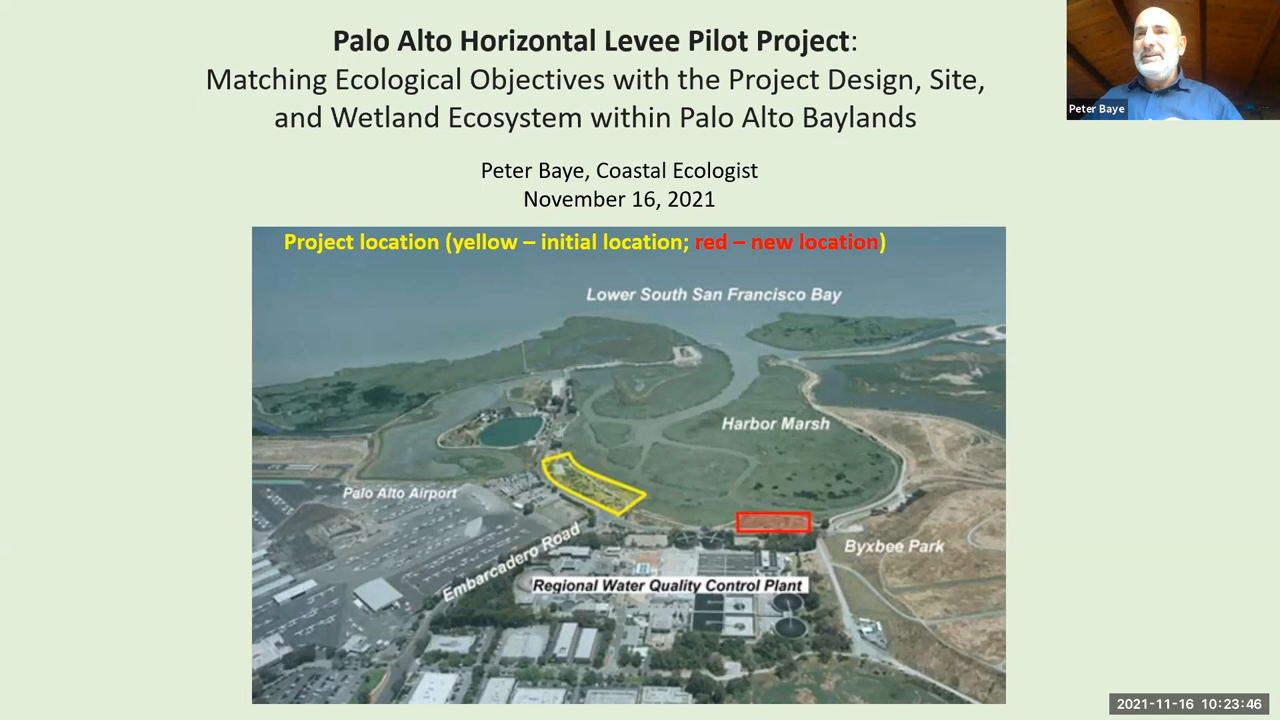 Palo Alto Horizontal Levee Pilot Project:
Matching Ecological Objectives with the Project Design, Site,
and Wetland Ecosystem within Palo Alto Baylands
Peter Baye
Peter Baye, Coastal Ecologist
November 16, 2021
Project location (yellow – initial location; red – new location)
Lower South San Francisco Bay
Harbor Marsh
Palo Alto Airport
Embarcadero Road
Byxbee Park
Regional Water Quality Control Plant
2021-11-16 10:23:46